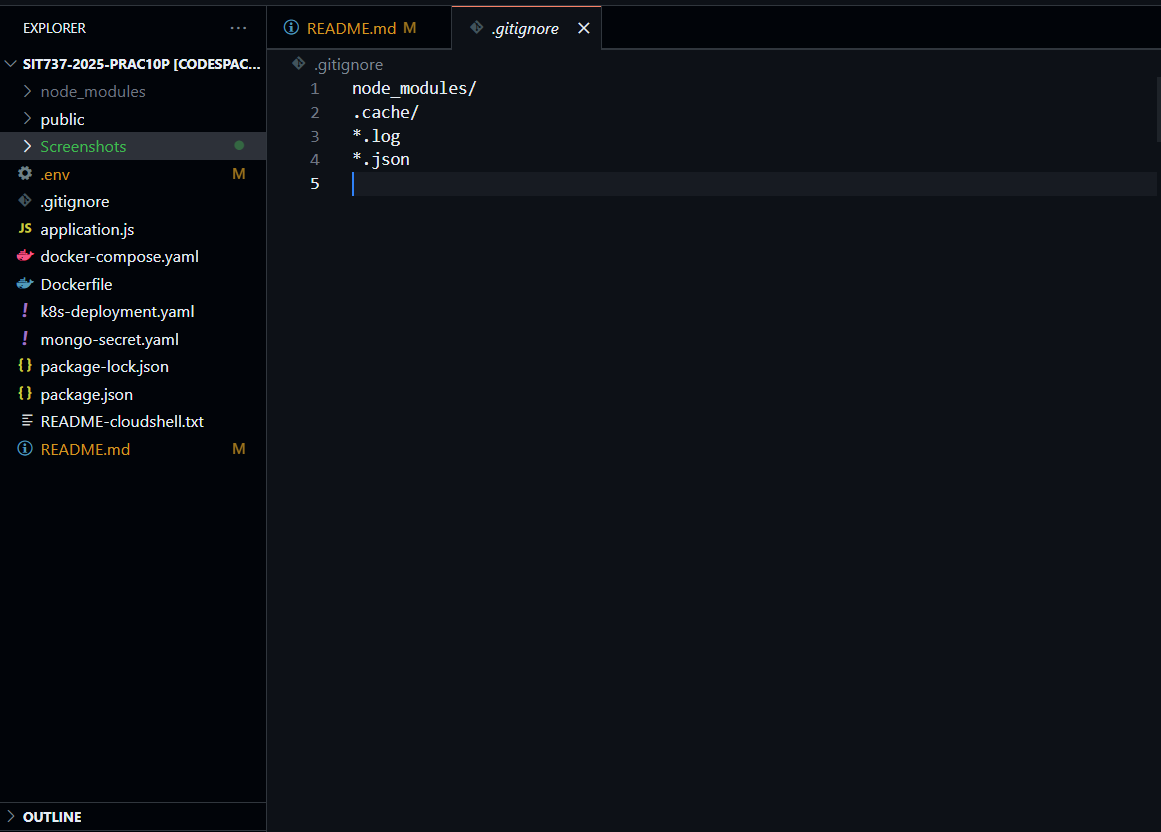 EXPLORER ···
SIT737-2025-PRAC10P [CODESPAC...
node_modules
public
Screenshots
.env M
.gitignore
JS application.js
docker-compose.yaml
Dockerfile
! k8s-deployment.yaml
! mongo-secret.yaml
{} package-lock.json
{} package.json
README-cloudshell.txt
README.md M
OUTLINE
README.md M .gitignore
.gitignore
1 node_modules/
2 .cache/
3 *.log
4 *.json
5